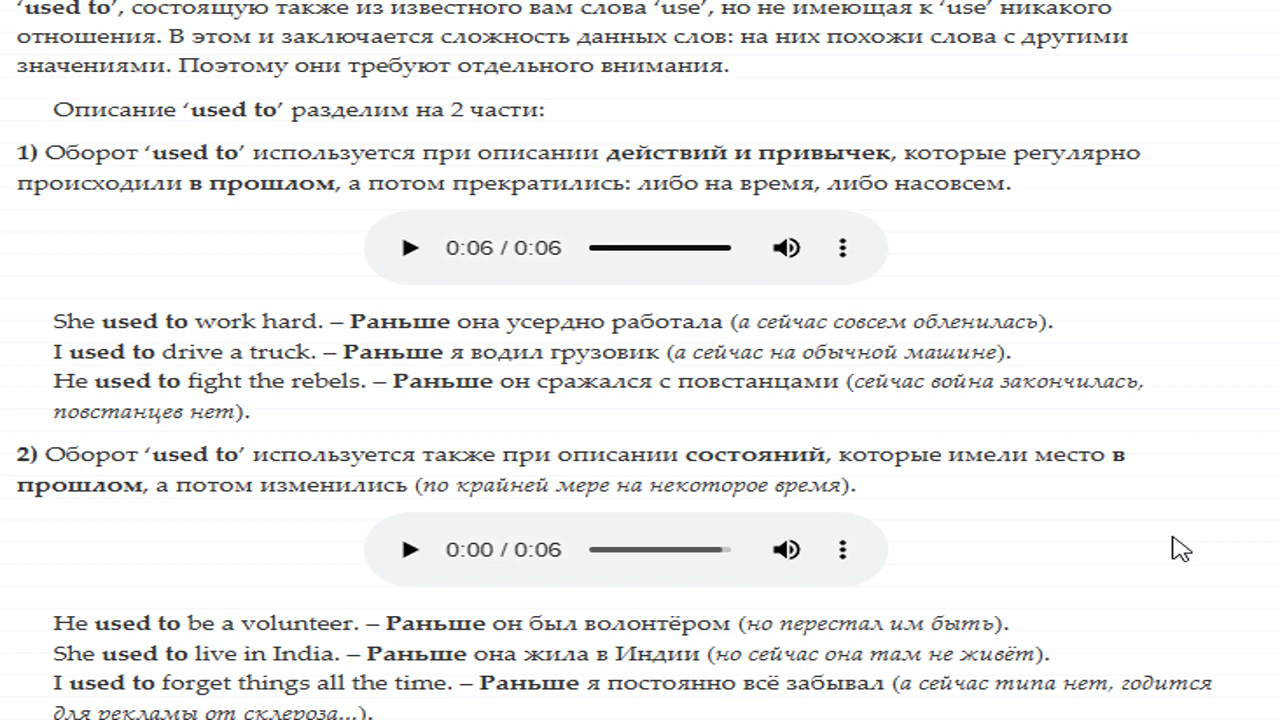 ‘used to’, состоящую также из известного вам слова ‘use’, но не имеющая к ‘use’ никакого
отношения. В этом и заключается сложность данных слов: на них похожи слова с другими
значениями. Поэтому они требуют отдельного внимания.
Описание ‘used to’ разделим на 2 части:
1) Оборот ‘used to’ используется при описании действий и привычек, которые регулярно
происходили в прошлом, а потом прекратились: либо на время, либо насовсем.
0:06 / 0:06
She used to work hard. – Раньше она усердно работала (а сейчас совсем обленилась).
I used to drive a truck. – Раньше я водил грузовик (а сейчас на обычной машине).
He used to fight the rebels. – Раньше он сражался с повстанцами (сейчас война закончилась,
повстанцев нет).
2) Оборот ‘used to’ используется также при описании состояний, которые имели место в
прошлом, а потом изменились (по крайней мере на некоторое время).
0:00 / 0:06
He used to be a volunteer. – Раньше он был волонтёром (но перестал им быть).
She used to live in India. – Раньше она жила в Индии (но сейчас она там не живёт).
I used to forget things all the time. – Раньше я постоянно всё забывал (а сейчас типа нет, годится
для рекламы от склероза...).